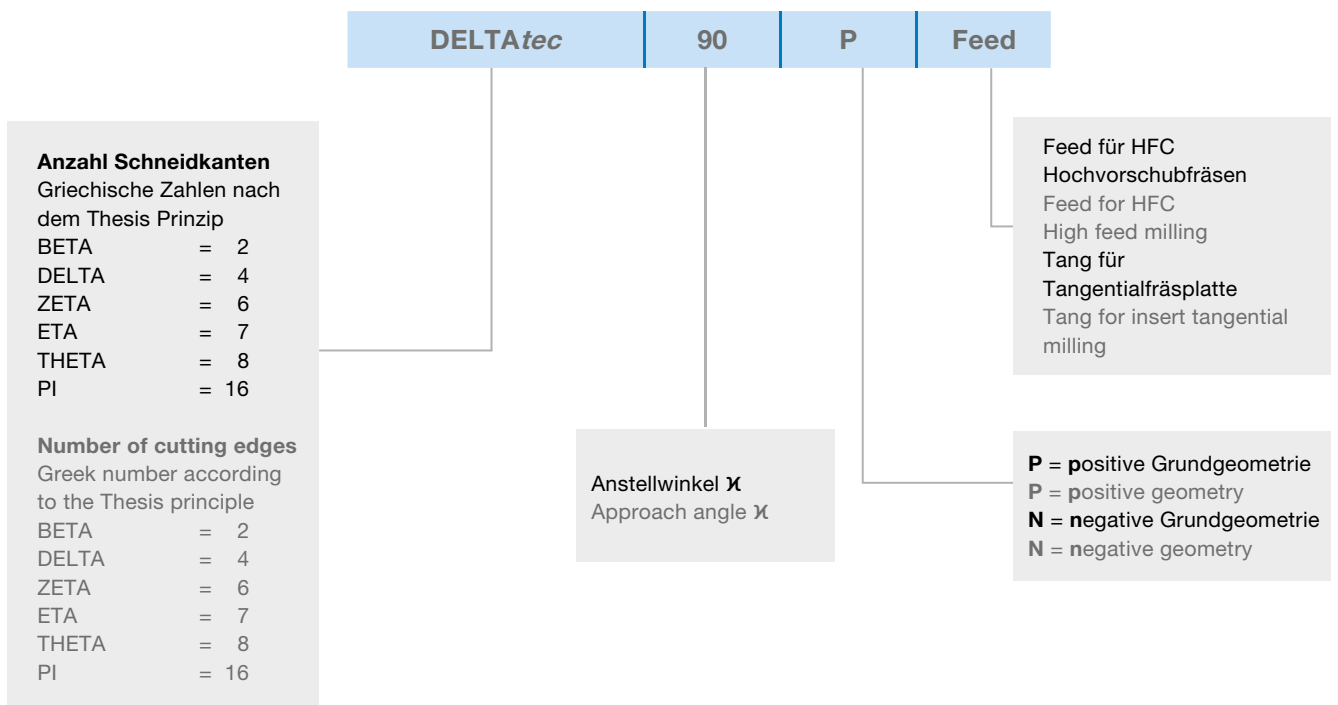 DELTAtec 90 P Feed
Anzahl Schneidkanten
Griechische Zahlen nach
dem Thesis Prinzip
BETA = 2
DELTA = 4
ZETA = 6
ETA = 7
THETA = 8
PI = 16
Number of cutting edges
Greek number according
to the Thesis principle
BETA = 2
DELTA = 4
ZETA = 6
ETA = 7
THETA = 8
PI = 16
Anstellwinkel ϰ
Approach angle ϰ
Feed für HFC
Hochvorschubfräsen
Feed for HFC
High feed milling
Tang für
Tangentialfräsplatte
Tang for insert tangential
milling
P = positive Grundgeometrie
P = positive geometry
N = negative Grundgeometrie
N = negative geometry